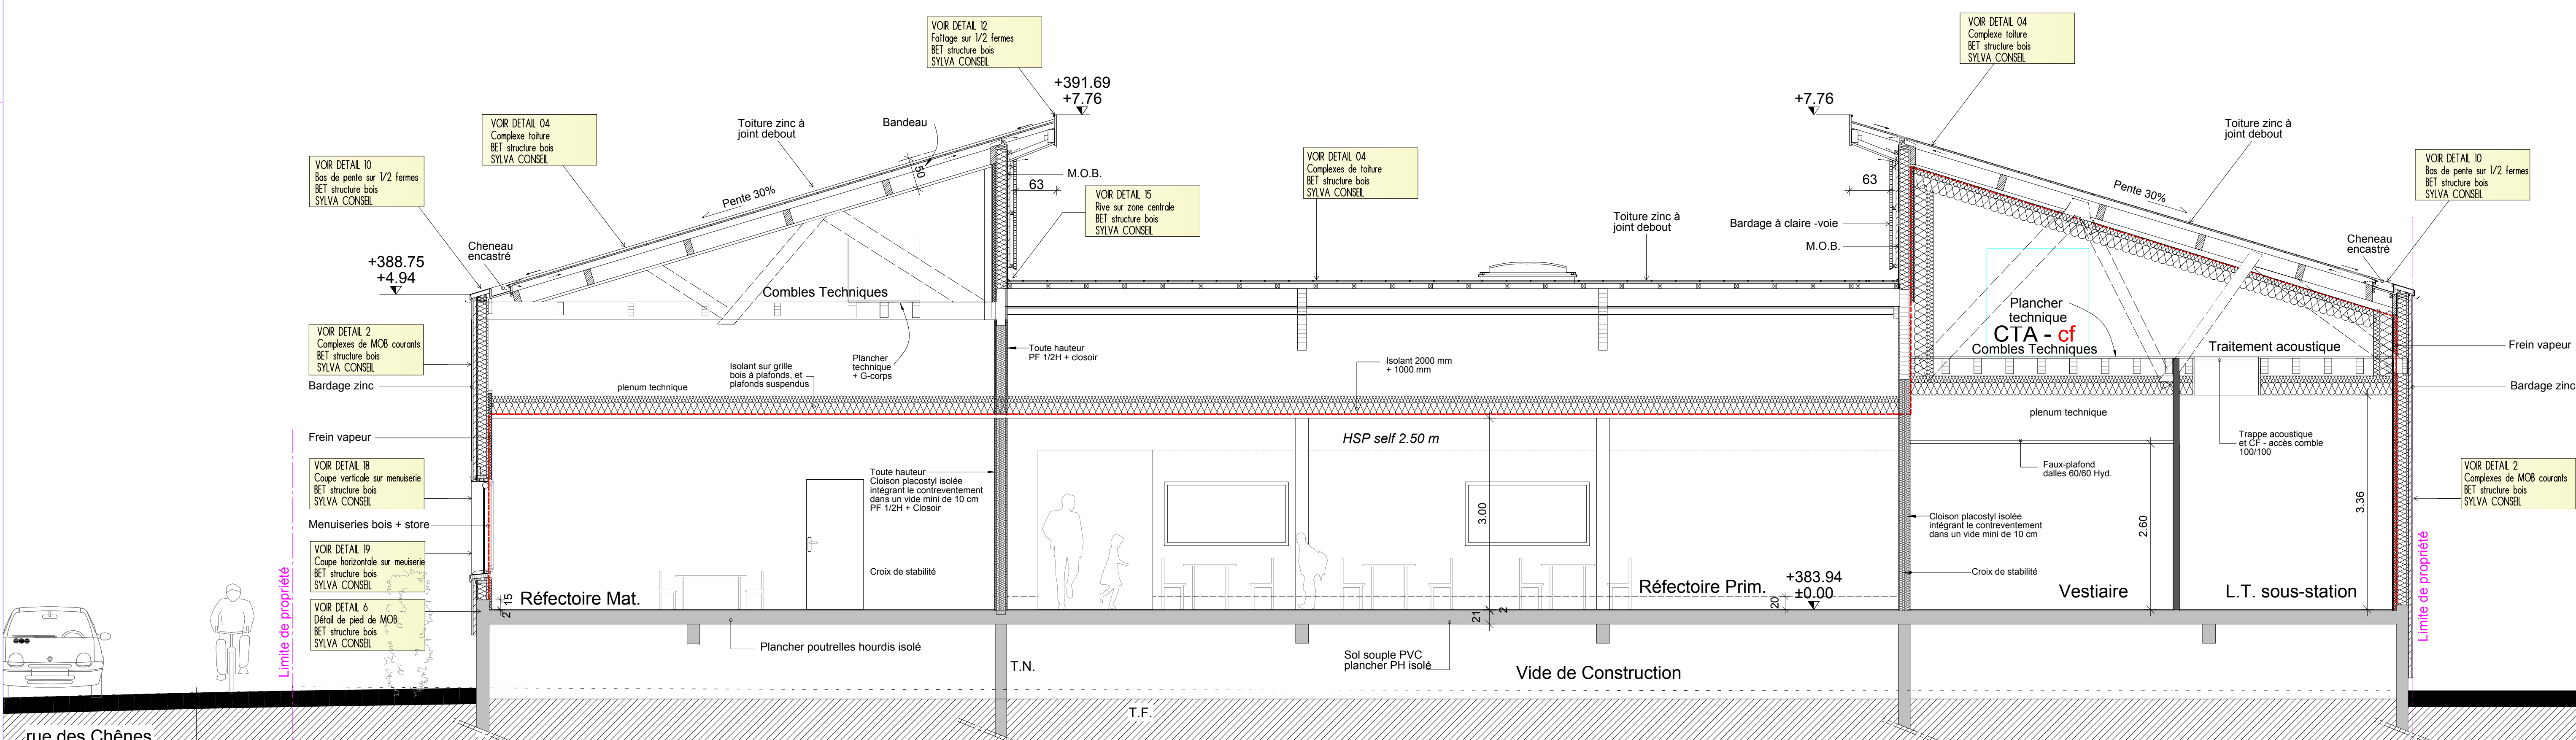 VOIR DETAIL 12
Faîtage sur 1/2 fermes
BET structure bois
SYLVA CONSEIL
VOIR DETAIL 04
Complexe toiture
BET structure bois
SYLVA CONSEIL
+391.69
+7.76
+7.76
VOIR DETAIL 04
Complexe toiture
BET structure bois
SYLVA CONSEIL
Toiture zinc à
joint debout
Bandeau
Toiture zinc à
joint debout
VOIR DETAIL 10
Bas de pente sur 1/2 fermes
BET structure bois
SYLVA CONSEIL
50
M.O.B.
63
Pente 30%
VOIR DETAIL 15
Rive sur zone centrale
BET structure bois
SYLVA CONSEIL
VOIR DETAIL 04
Complexes de toiture
BET structure bois
SYLVA CONSEIL
63
Pente 30%
VOIR DETAIL 10
Bas de pente sur 1/2 fermes
BET structure bois
SYLVA CONSEIL
Toiture zinc à
joint debout
Bardage à claire -voie
M.O.B.
Cheneau
encastré
Cheneau
encastré
+388.75
+4.94
Combles Techniques
Plancher
technique
CTA - cf
Combles Techniques
Traitement acoustique
VOIR DETAIL 2
Complexes de MOB courants
BET structure bois
SYLVA CONSEIL
Bardage zinc
Isolant sur grille
bois à plafonds, et
plafonds suspendus
plenum technique
Plancher
technique
+ G-corps
Toute hauteur
PF 1/2H + closoir
Isolant 2000 mm
+ 1000 mm
Frein vapeur
Bardage zinc
plenum technique
Frein vapeur
HSP self 2.50 m
Trappe acoustique
et CF - accès comble
100/100
Faux-plafond
dalles 60/60 Hyd.
VOIR DETAIL 18
Coupe verticale sur menuiserie
BET structure bois
SYLVA CONSEIL
Toute hauteur
Cloison placostyl isolée
intégrant le contreventement
dans un vide mini de 10 cm
PF 1/2H + Closoir
VOIR DETAIL 2
Complexes de MOB courants
BET structure bois
SYLVA CONSEIL
Menuiseries bois + store
3.00
Cloison placostyl isolée
intégrant le contreventement
dans un vide mini de 10 cm
2.60
3.36
VOIR DETAIL 19
Coupe horizontale sur meuiserie
BET structure bois
SYLVA CONSEIL
Croix de stabilité
Croix de stabilité
Limite de propriété
Limite de propriété
VOIR DETAIL 6
Détail de pied de MOB
BET structure bois
SYLVA CONSEIL
15
2
Réfectoire Mat.
Réfectoire Prim.
+383.94
±0.00
20
21
2
Vestiaire
L.T. sous-station
Plancher poutrelles hourdis isolé
Sol souple PVC
plancher PH isolé
T.N.
Vide de Construction
T.F.
rue des Chênes